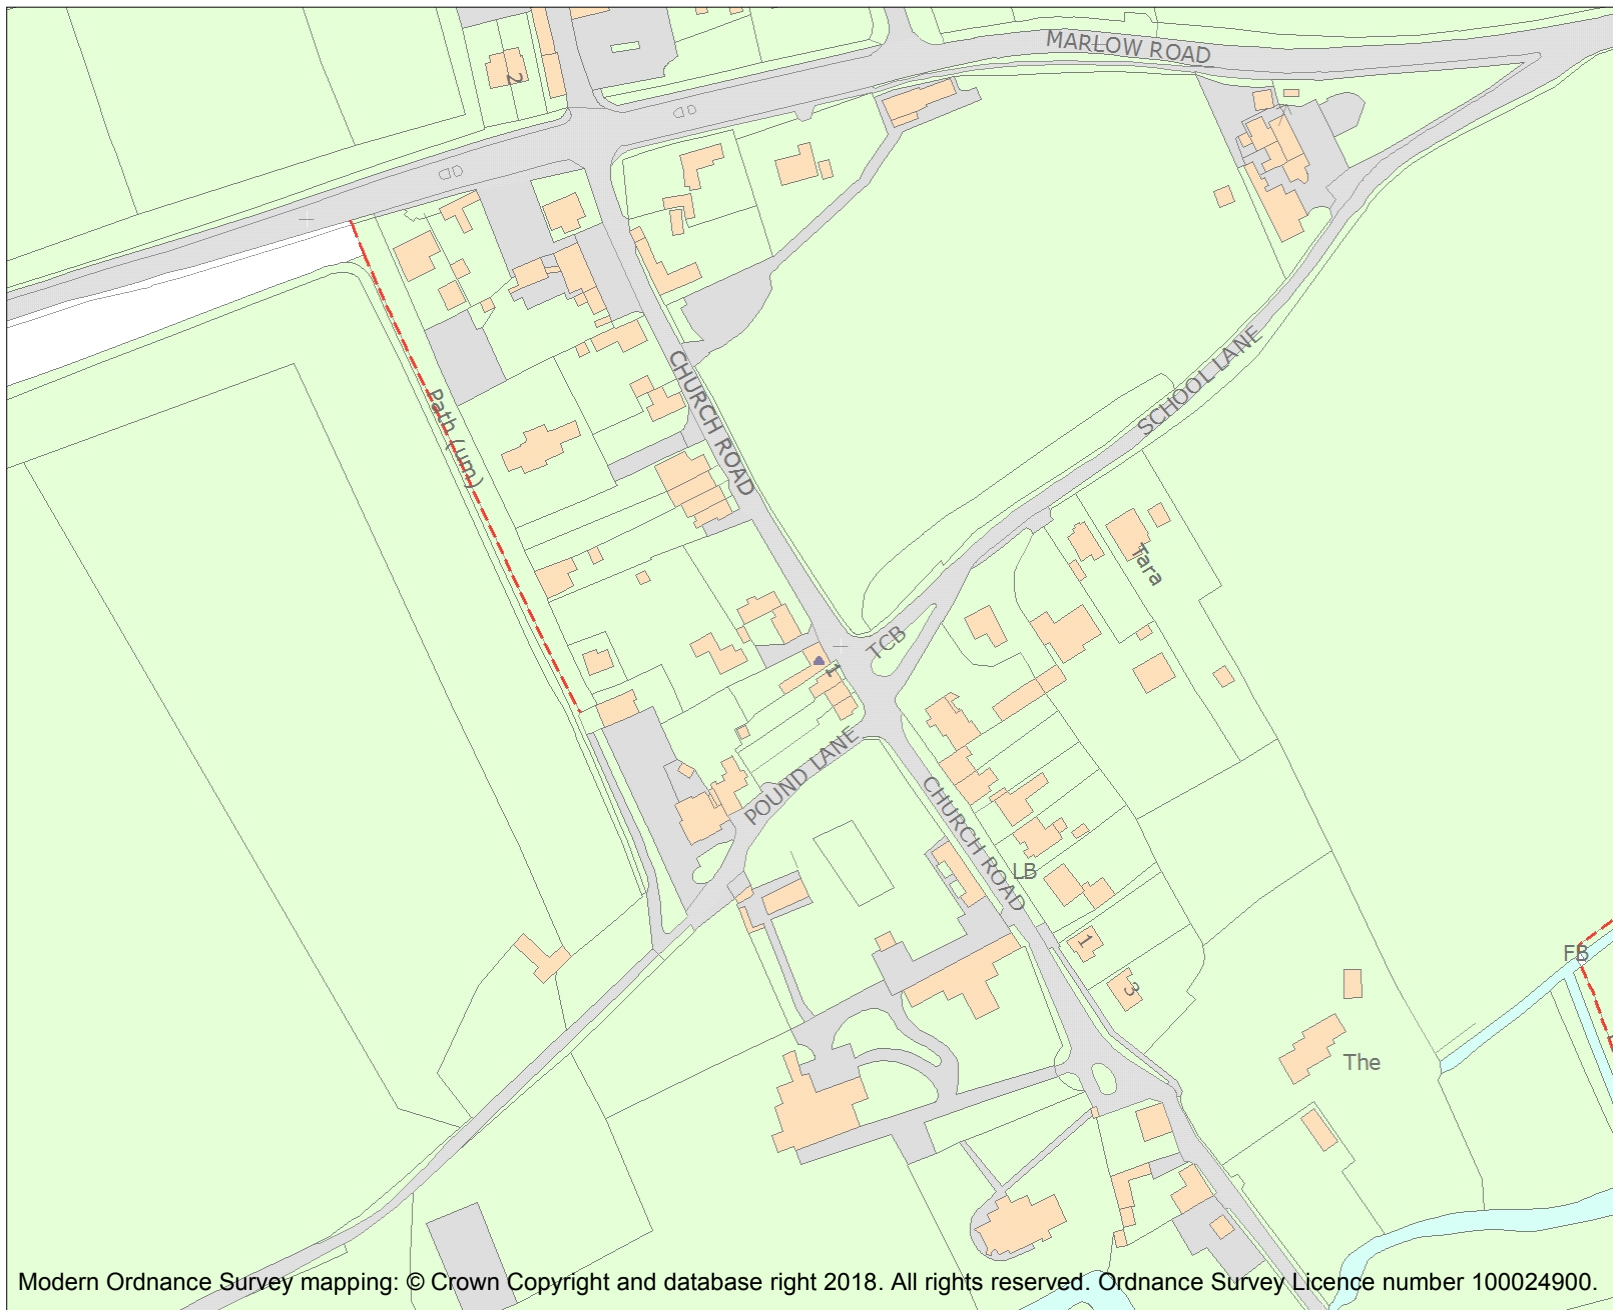 MARLOW ROAD
2
7
CHURCH ROAD
SCHOOL LANE
Path (um)
Tara
TCB
1
POUND LANE
CHURCH ROAD
LB
1
FB
3
The
Modern Ordnance Survey mapping: © Crown Copyright and database right 2018. All rights reserved. Ordnance Survey Licence number 100024900.